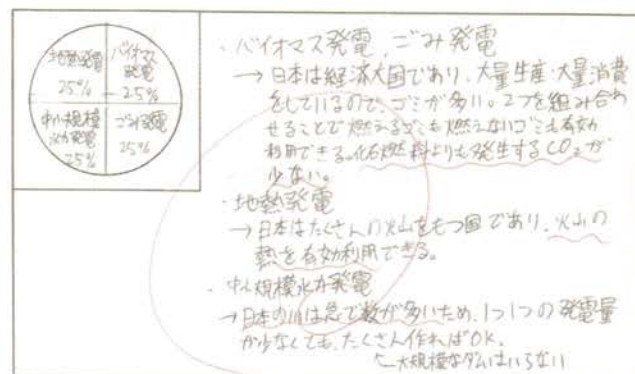 地熱発電
25%
バイオマス
発電
25%
中小規模
水力発電
25%
ごみ発電
25%
・バイオマス発電、ごみ発電
→日本は経済大国であり、大量生産・大量消費
をしているので、ゴミが多い。2つを組み合わ
せることで燃えるゴミも燃えないゴミも有効
利用できる。化石燃料よりも発生するCO2が
少ない。
・地熱発電
→日本はたくさんの火山をもつ国であり、火山の
熱を有効利用できる。
・中小規模水力発電
→日本の川は急で数が多いため、1つ1つの発電量
が少なくても、たくさん作ればOK。
↖大規模なダムはいらない